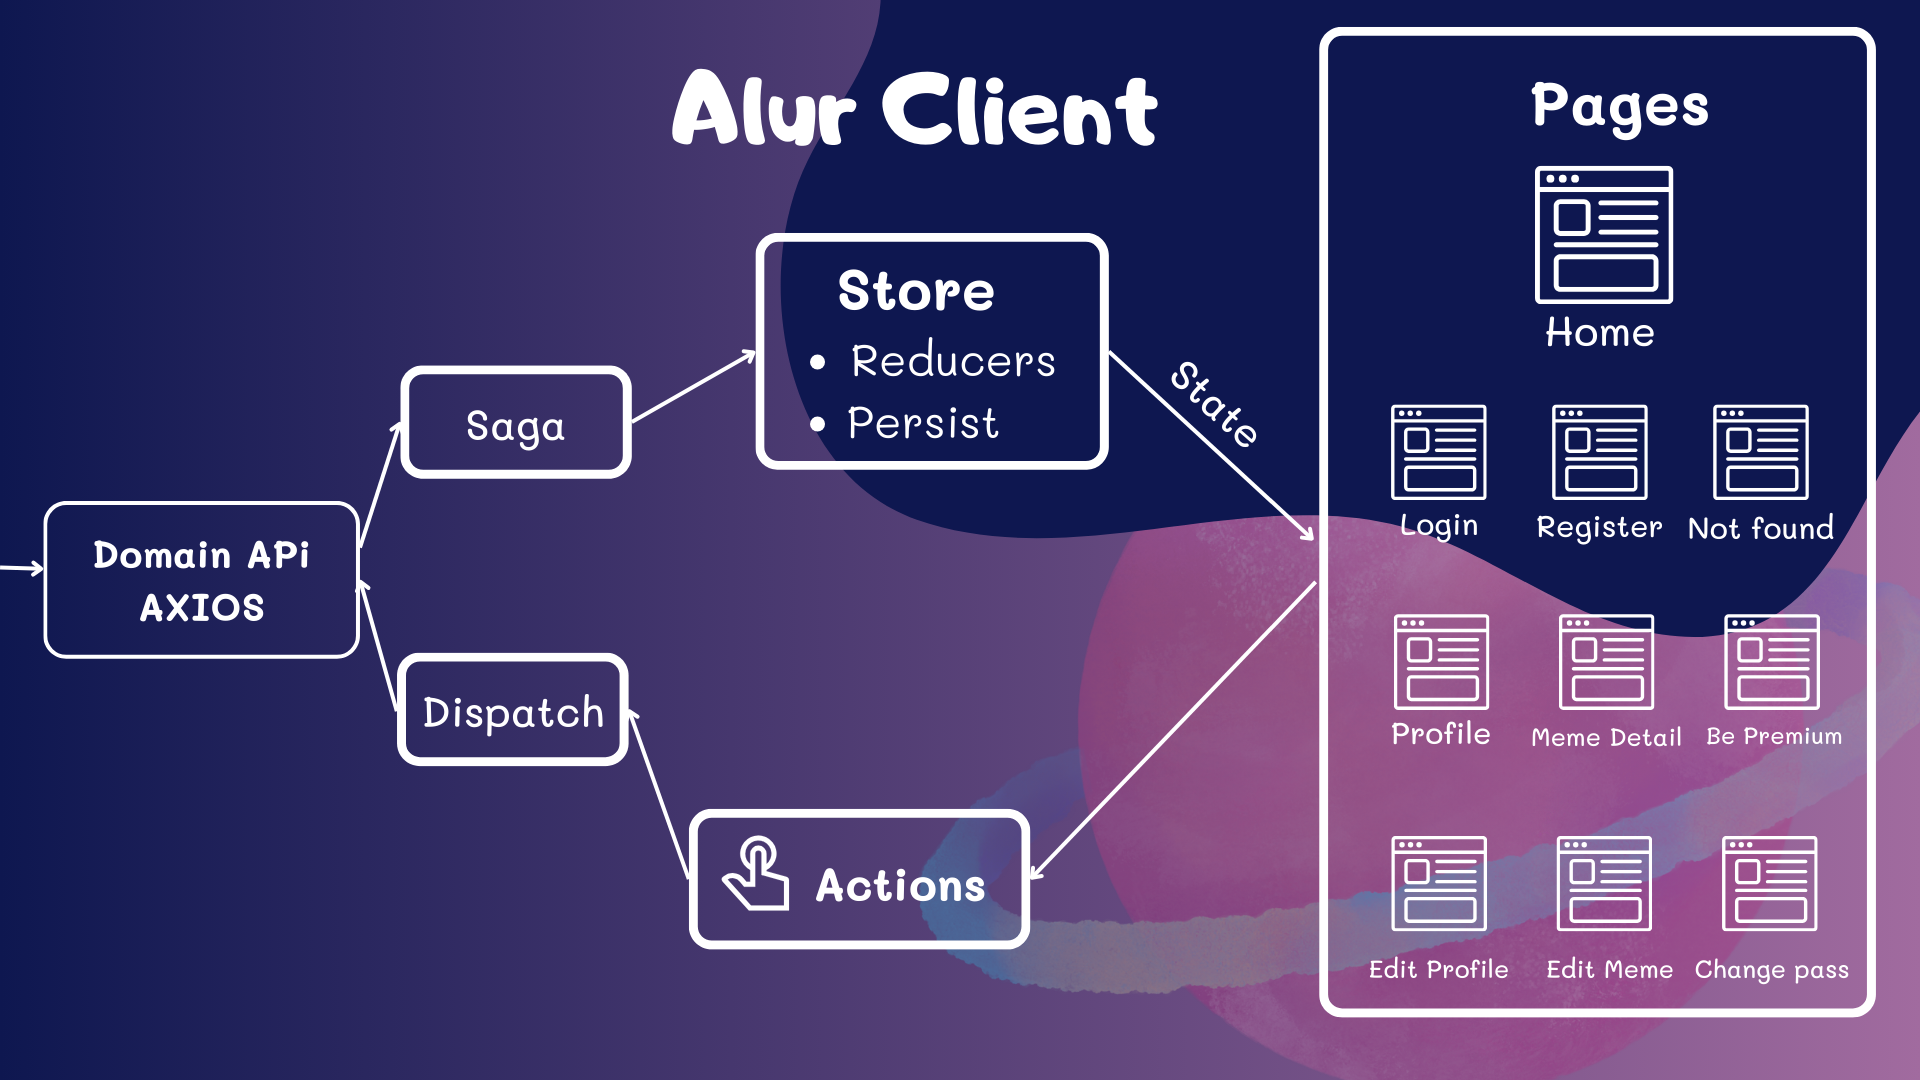 Alur Client
Pages
Home
Store
• Reducers
• Persist
State
Saga
Domain APi
AXIOS
Dispatch
Actions
Login
Register
Not found
Profile
Meme Detail
Be Premium
Edit Profile
Edit Meme
Change pass